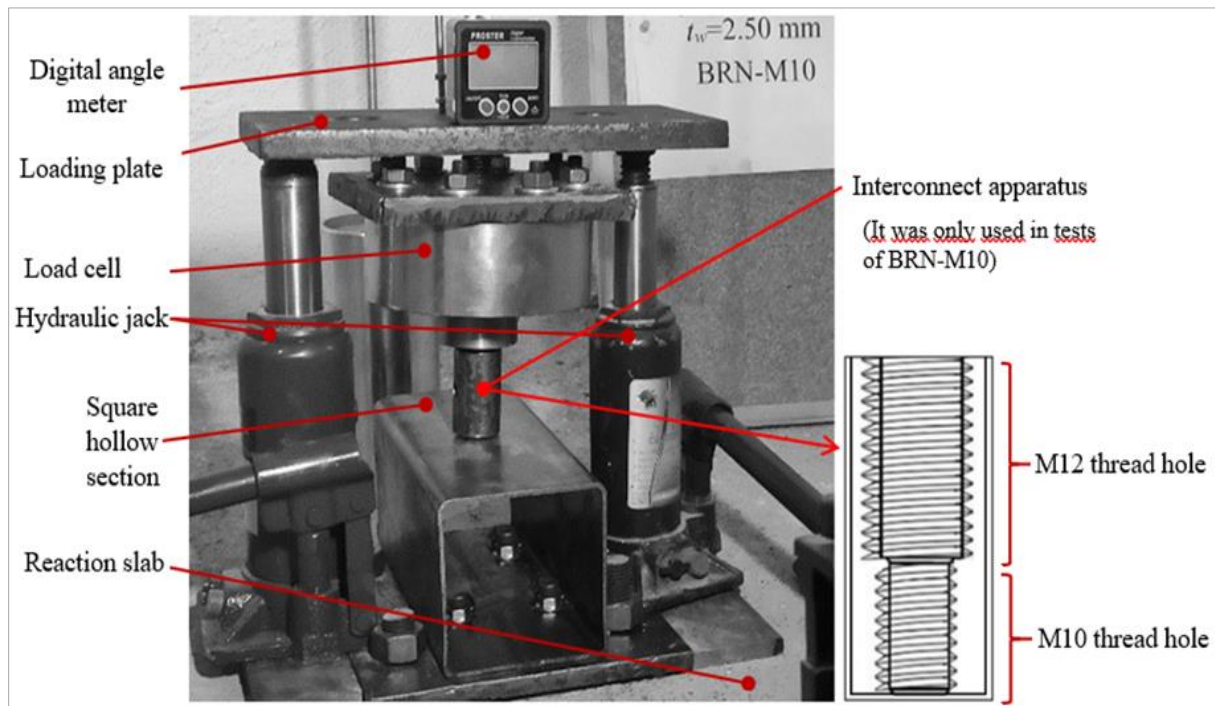 Digital angle
meter
Loading plate
Load cell
Hydraulic jack
Square
hollow
section
Reaction slab
PROSTER
t_w=2.50 mm
BRN-M10
Interconnect apparatus
(It was only used in tests
of BRN-M10)
M12 thread hole
M10 thread hole